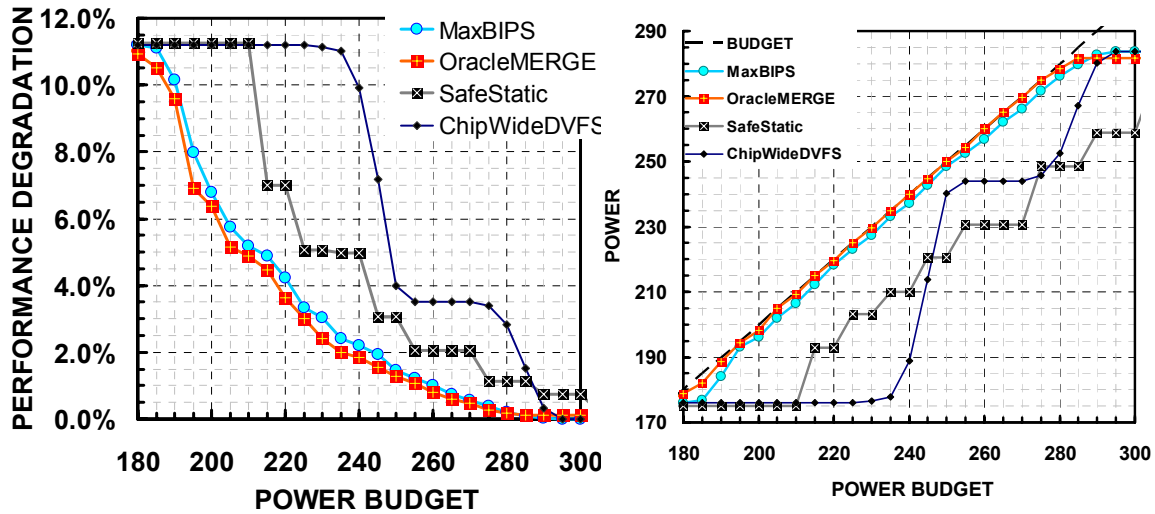 PERFORMANCE DEGRADATION
12.0%
10.0%
8.0%
6.0%
4.0%
2.0%
0.0%
MaxBIPS
OracleMERGE
SafeStatic
ChipWideDVFS
180 200 220 240 260 280 300
POWER BUDGET
POWER
290
270
250
230
210
190
170
BUDGET
MaxBIPS
OracleMERGE
SafeStatic
ChipWideDVFS
180 200 220 240 260 280 300
POWER BUDGET